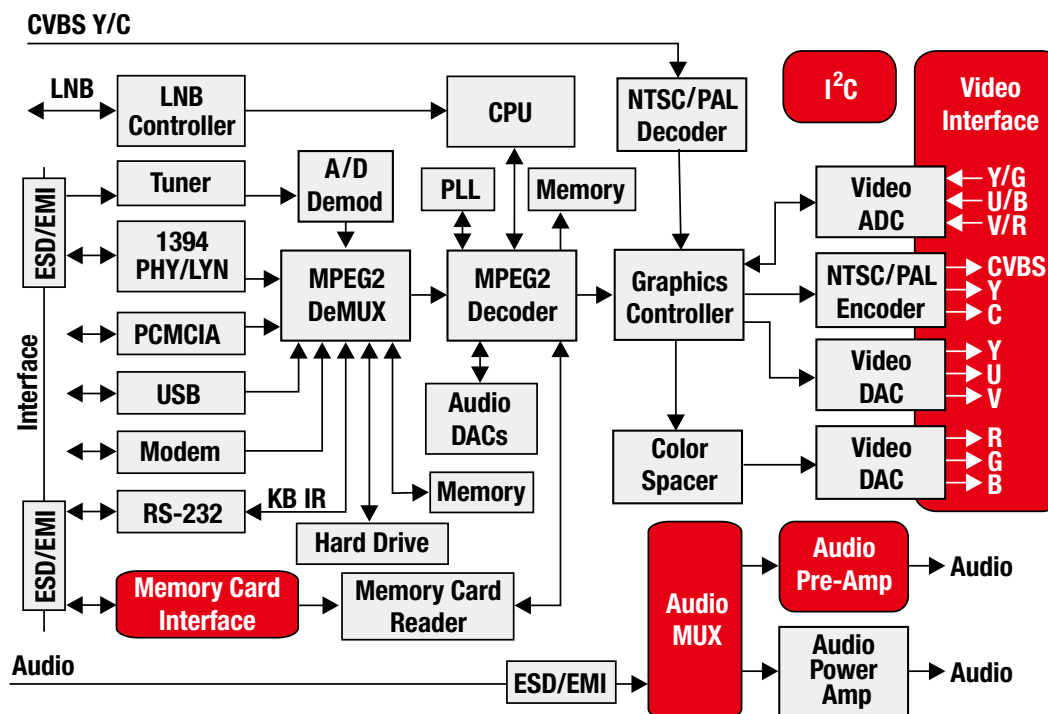 CVBS Y/C
LNB
LNB
Controller
CPU
NTSC/PAL
Decoder
I²C
Video
Interface
ESD/EMI
Tuner
A/D
Demod
PLL
Memory
Video
ADC
Y/G
U/B
V/R
1394
PHY/LYN
MPEG2
DeMUX
MPEG2
Decoder
Graphics
Controller
NTSC/PAL
Encoder
CVBS
Y
C
Interface
PCMCIA
USB
Audio
DACs
Video
DAC
Y
U
V
Modem
Color
Spacer
Video
DAC
R
G
B
ESD/EMI
RS-232
KB IR
Memory
Hard Drive
Memory Card
Interface
Memory Card
Reader
Audio
MUX
Audio
Pre-Amp
Audio
Audio
ESD/EMI
Audio
Power
Amp
Audio